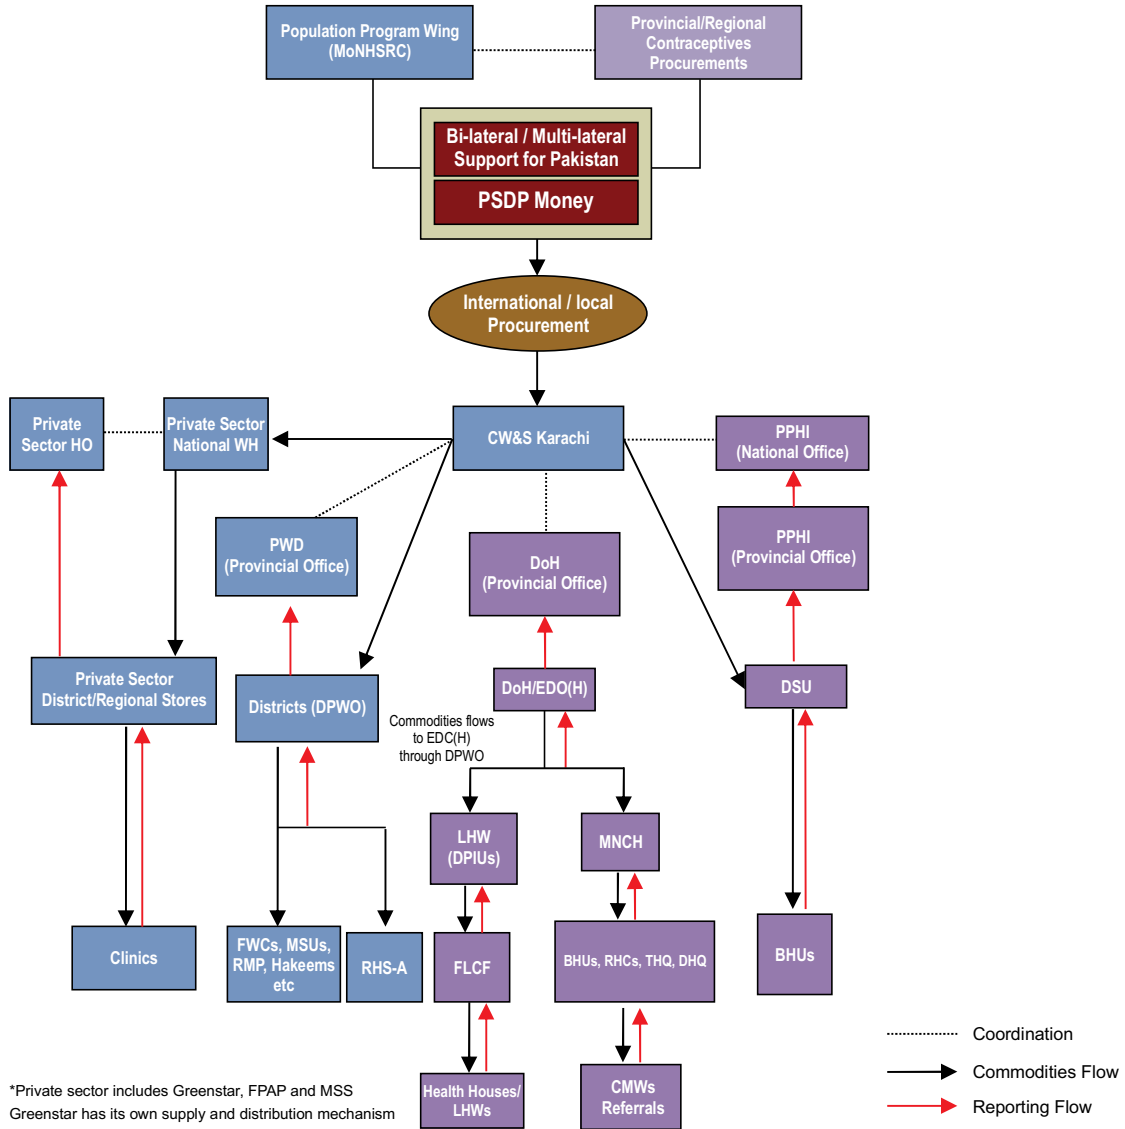 Population Program Wing
(MoNHSRC)
Provincial/Regional
Contraceptives
Procurements
Bi-lateral / Multi-lateral
Support for Pakistan
PSDP Money
International / local
Procurement
Private
Sector HO
Private Sector
National WH
CW&S Karachi
PPHI
(National Office)
PWD
(Provincial Office)
DoH
(Provincial Office)
PPHI
(Provincial Office)
Private Sector
District/Regional Stores
Districts (DPWO)
DoH/EDO(H)
DSU
Commodities flows
to EDC(H)
through DPWO
LHW
(DPIUs)
MNCH
Clinics
FWCs, MSUs,
RMP, Hakeems
etc
RHS-A
FLCF
BHUs, RHCs, THQ, DHQ
BHUs
Health Houses/
LHWs
CMWs
Referrals
Coordination
Commodities Flow
Reporting Flow
*Private sector includes Greenstar, FPAP and MSS
Greenstar has its own supply and distribution mechanism